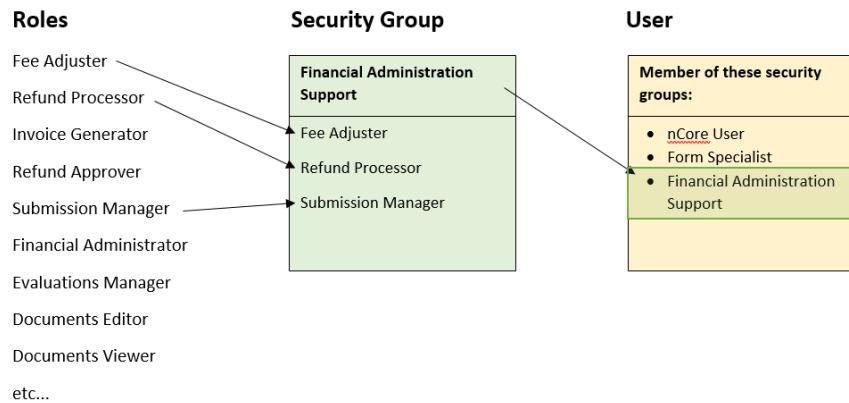 Roles
Fee Adjuster
Refund Processor
Invoice Generator
Refund Approver
Submission Manager
Financial Administrator
Evaluations Manager
Documents Editor
Documents Viewer
etc...
Security Group
Financial Administration
Support
Fee Adjuster
Refund Processor
Submission Manager
User
Member of these security
groups:
• nCore User
• Form Specialist
• Financial Administration
Support